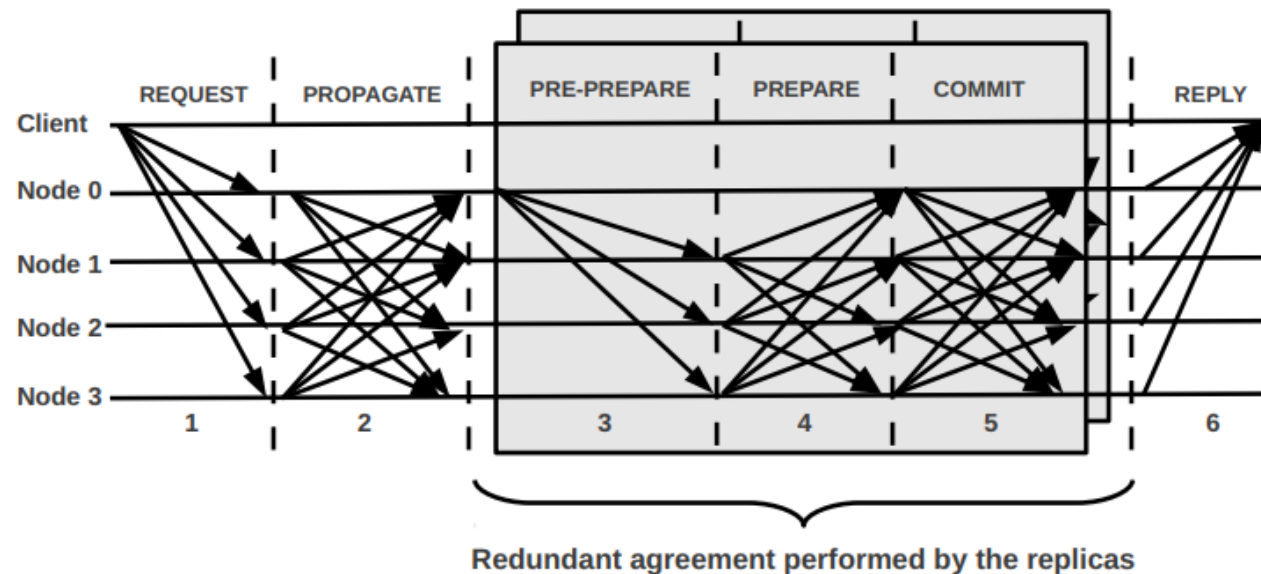 REQUEST PROPAGATE PRE-PREPARE PREPARE COMMIT REPLY
Client
Node 0
Node 1
Node 2
Node 3
1 2 3 4 5 6
Redundant agreement performed by the replicas